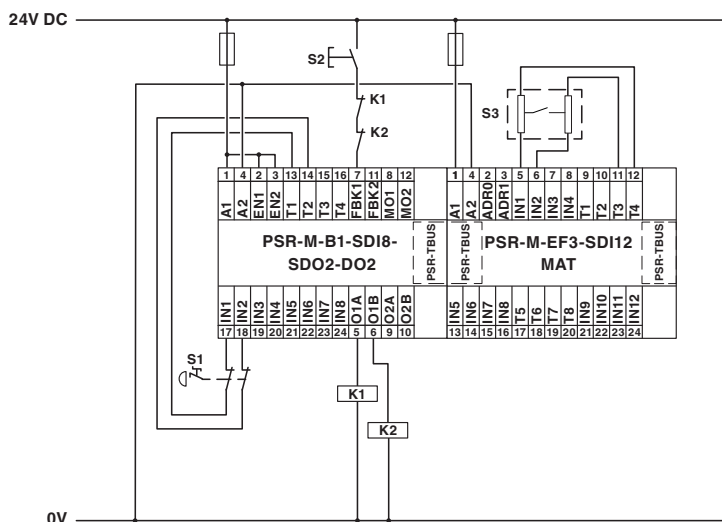 24V DC
S2
K1
K2
S3
1 4 2 3 13 14 15 16 7 11 8 12
A1 A2 EN1 EN2 T1 T2 T3 T4 FBK1 FBK2 MO1 MO2
1 4 2 3 5 6 7 8 9 10 11 12
A1 A2 ADR0 ADR1 IN1 IN2 IN3 IN4 T1 T2 T3 T4
PSR-M-B1-SDI8-
SDO2-DO2
PSR-TBUS
PSR-TBUS
PSR-M-EF3-SDI12
MAT
PSR-TBUS
IN1 IN2 IN3 IN4 IN5 IN6 IN7 IN8 O1A O1B O2A O2B
17 18 19 20 21 22 23 24 5 6 9 10
IN5 IN6 IN7 IN8 T5 T6 T7 T8 IN9 IN10 IN11 IN12
13 14 15 16 17 18 19 20 21 22 23 24
S1
K1
K2
0V